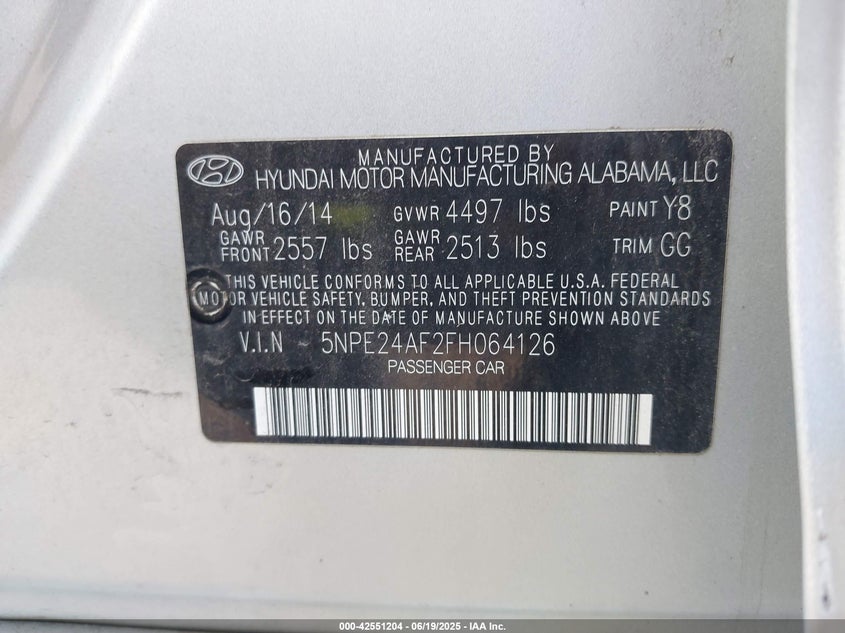 MANUFACTURED BY
HYUNDAI MOTOR MANUFACTURING ALABAMA, LLC
Aug/16/14 GVWR 4497 lbs PAINT Y8
GAWR FRONT 2557 lbs GAWR REAR 2513 lbs TRIM GG
THIS VEHICLE CONFORMS TO ALL APPLICABLE U.S.A. FEDERAL
MOTOR VEHICLE SAFETY, BUMPER, AND THEFT PREVENTION STANDARDS
IN EFFECT ON THE DATE OF MANUFACTURE SHOWN ABOVE
V.I.N 5NPE24AF2FH064126
PASSENGER CAR
000-42551204 - 06/19/2025 - IAA Inc.